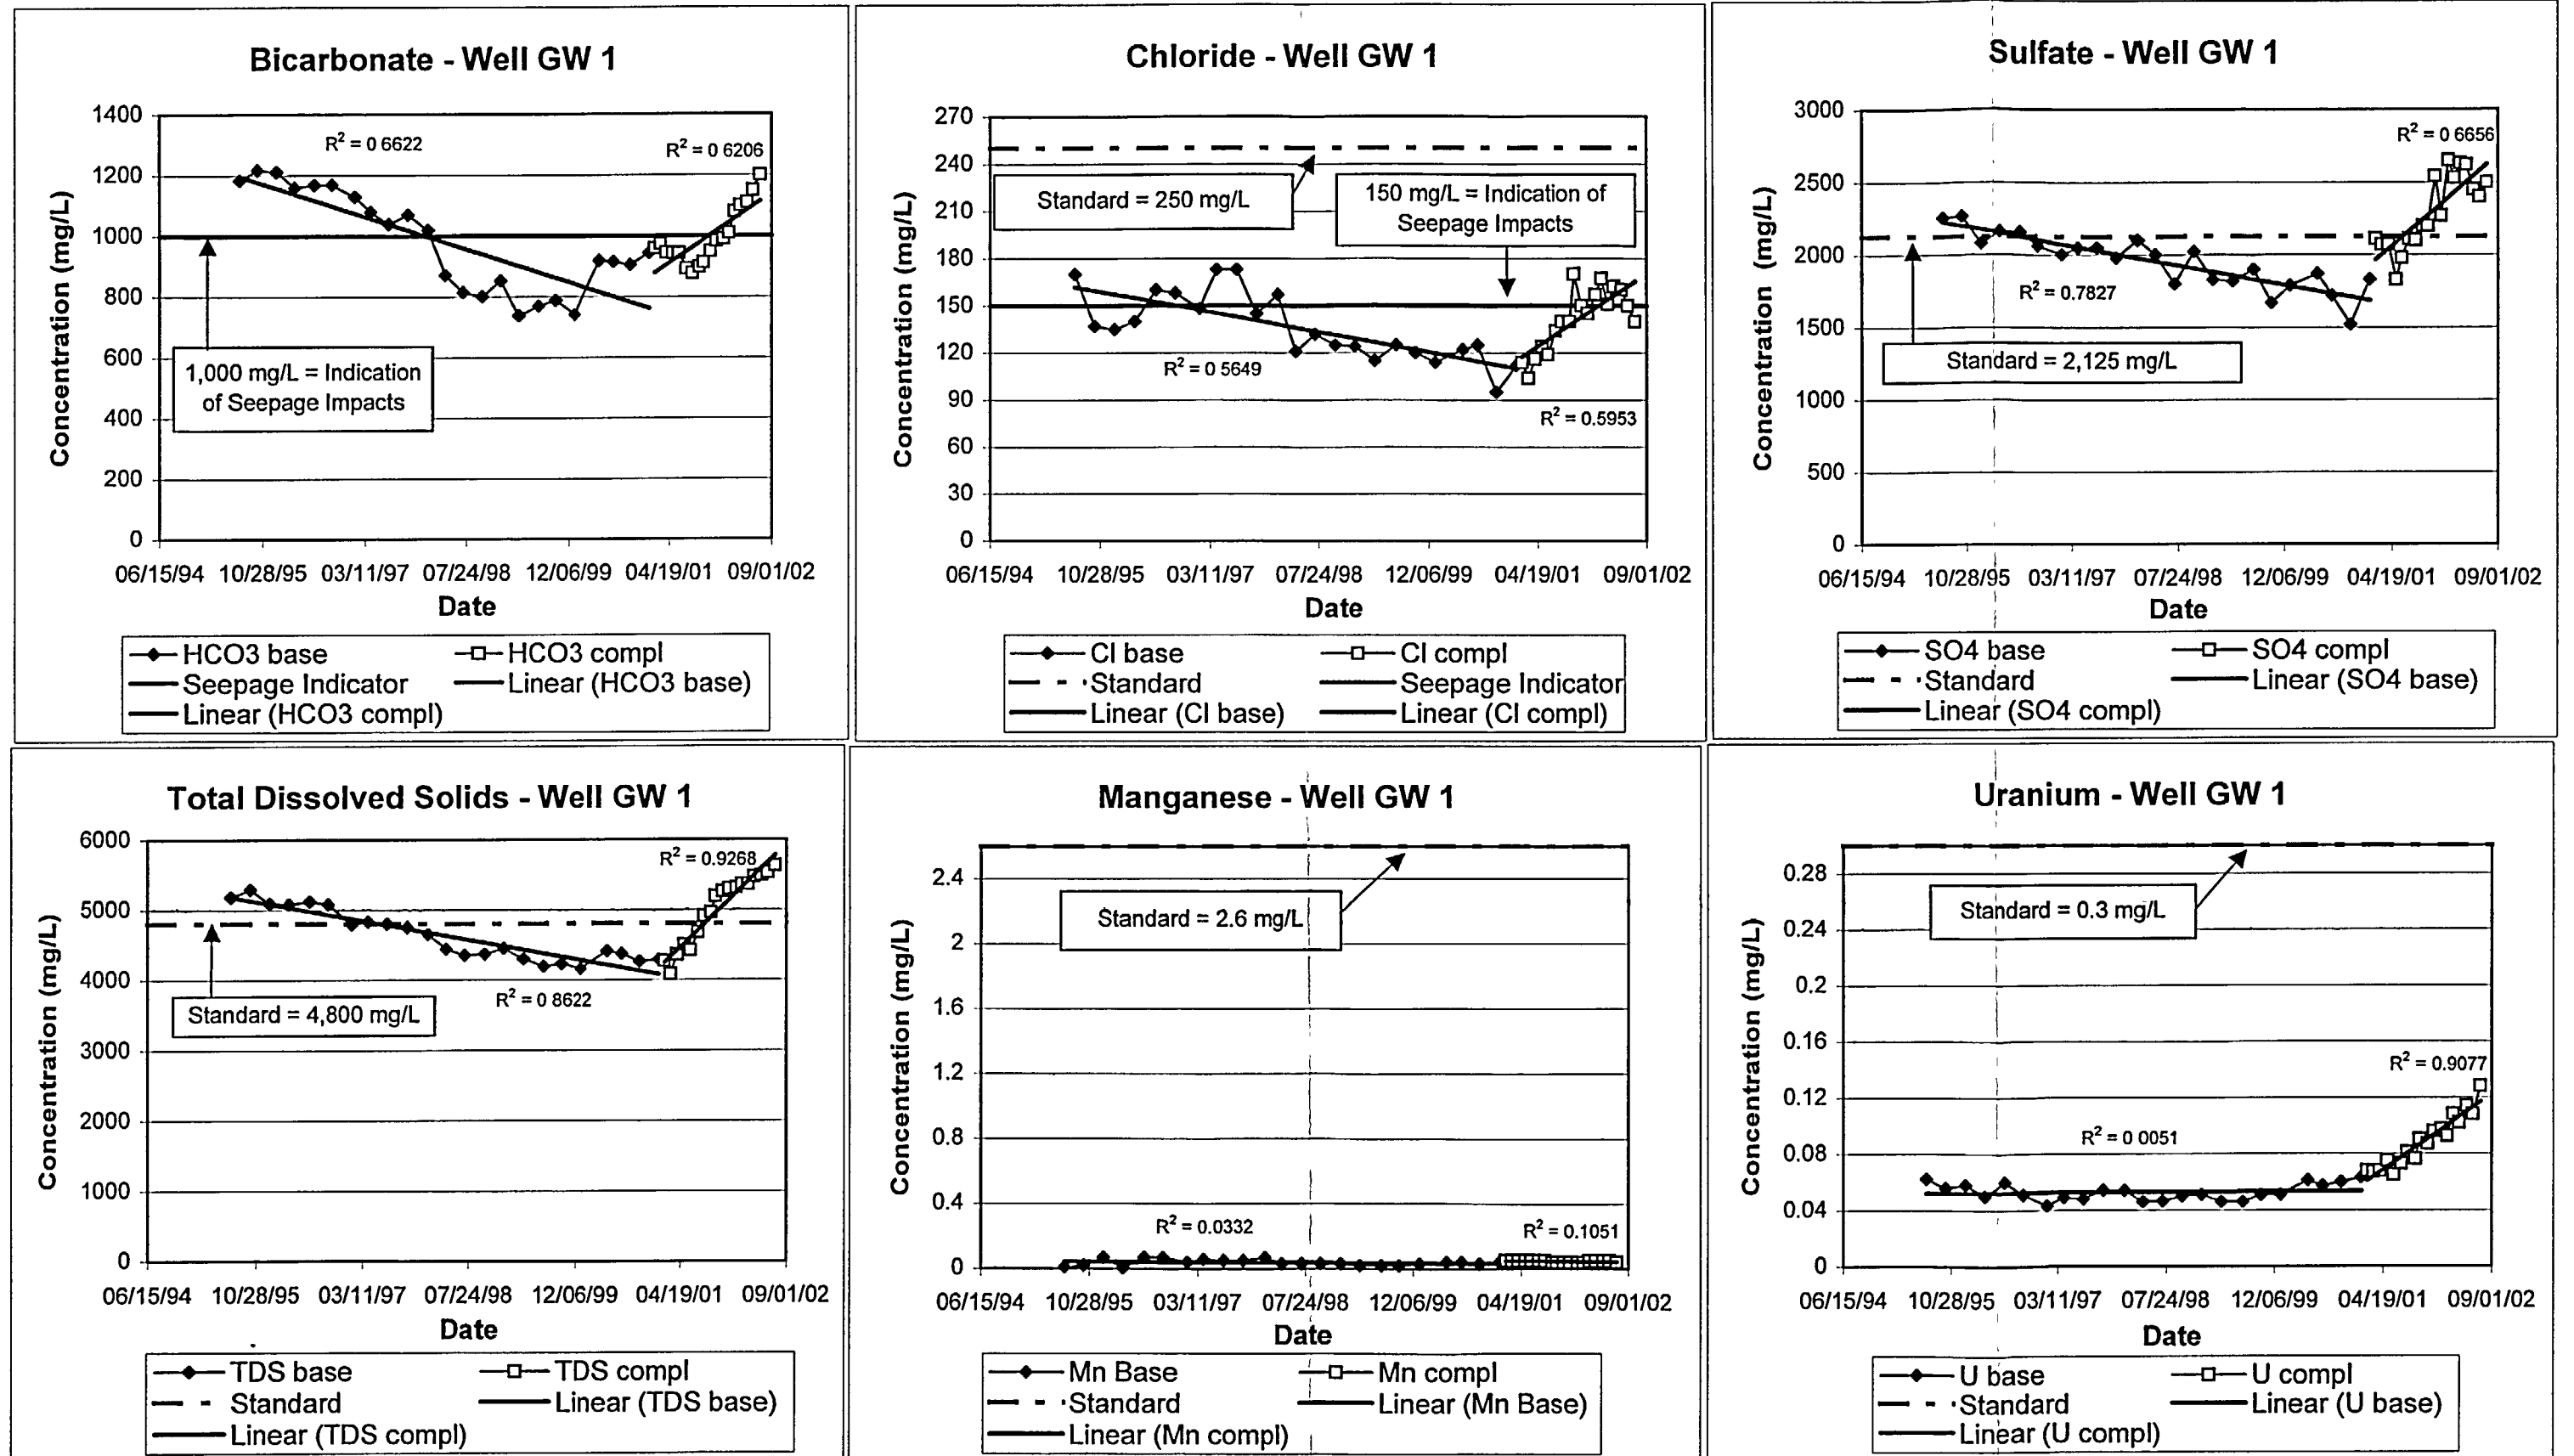 Bicarbonate - Well GW 1
Concentration (mg/L)
1400
1200
1000
800
600
400
200
0
R² = 0 6622
R² = 0 6206
1,000 mg/L = Indication
of Seepage Impacts
06/15/94 10/28/95 03/11/97 07/24/98 12/06/99 04/19/01 09/01/02
Date
HCO3 base HCO3 compl
Seepage Indicator Linear (HCO3 base)
Linear (HCO3 compl)
Chloride - Well GW 1
Concentration (mg/L)
270
240
210
180
150
120
90
60
30
0
Standard = 250 mg/L
150 mg/L = Indication of
Seepage Impacts
R² = 0 5649
R² = 0.5953
06/15/94 10/28/95 03/11/97 07/24/98 12/06/99 04/19/01 09/01/02
Date
Cl base Cl compl
Standard Seepage Indicator
Linear (Cl base) Linear (Cl compl)
Sulfate - Well GW 1
Concentration (mg/L)
3000
2500
2000
1500
1000
500
0
R² = 0 6656
R² = 0.7827
Standard = 2,125 mg/L
06/15/94 10/28/95 03/11/97 07/24/98 12/06/99 04/19/01 09/01/02
Date
SO4 base SO4 compl
Standard Linear (SO4 base)
Linear (SO4 compl)
Total Dissolved Solids - Well GW 1
Concentration (mg/L)
6000
5000
4000
3000
2000
1000
0
R² = 0.9268
R² = 0 8622
Standard = 4,800 mg/L
06/15/94 10/28/95 03/11/97 07/24/98 12/06/99 04/19/01 09/01/02
Date
TDS base TDS compl
Standard Linear (TDS base)
Linear (TDS compl)
Manganese - Well GW 1
Concentration (mg/L)
2.4
2
1.6
1.2
0.8
0.4
0
Standard = 2.6 mg/L
R² = 0.0332
R² = 0.1051
06/15/94 10/28/95 03/11/97 07/24/98 12/06/99 04/19/01 09/01/02
Date
Mn Base Mn compl
Standard Linear (Mn Base)
Linear (Mn compl)
Uranium - Well GW 1
Concentration (mg/L)
0.28
0.24
0.2
0.16
0.12
0.08
0.04
0
Standard = 0.3 mg/L
R² = 0.9077
R² = 0 0051
06/15/94 10/28/95 03/11/97 07/24/98 12/06/99 04/19/01 09/01/02
Date
U base U compl
Standard Linear (U base)
Linear (U compl)